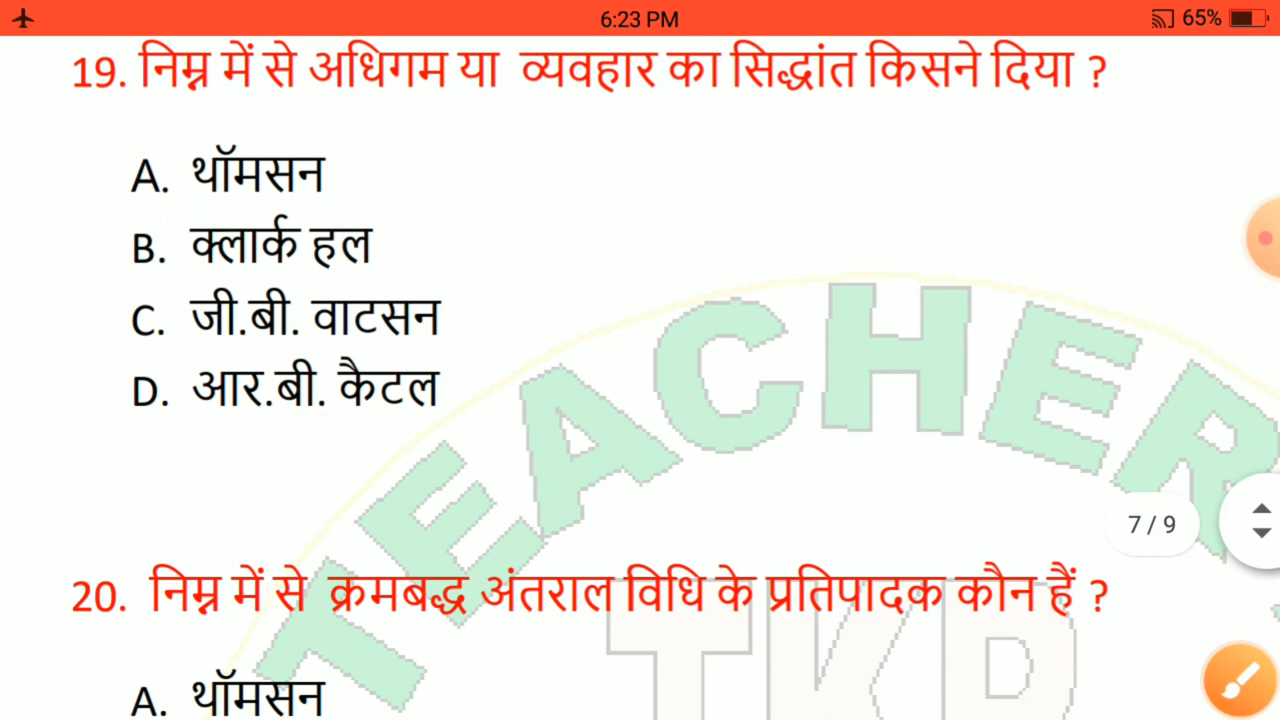 6:23 PM
65%
19. निम्न में से अधिगम या व्यवहार का सिद्धांत किसने दिया ?
A. थॉमसन
B. क्लार्क हल
C. जी.बी. वाटसन
D. आर.बी. कैटल
TEACHER
7 / 9
20. निम्न में से क्रमबद्ध अंतराल विधि के प्रतिपादक कौन हैं ?
TKD
A. थॉमसन